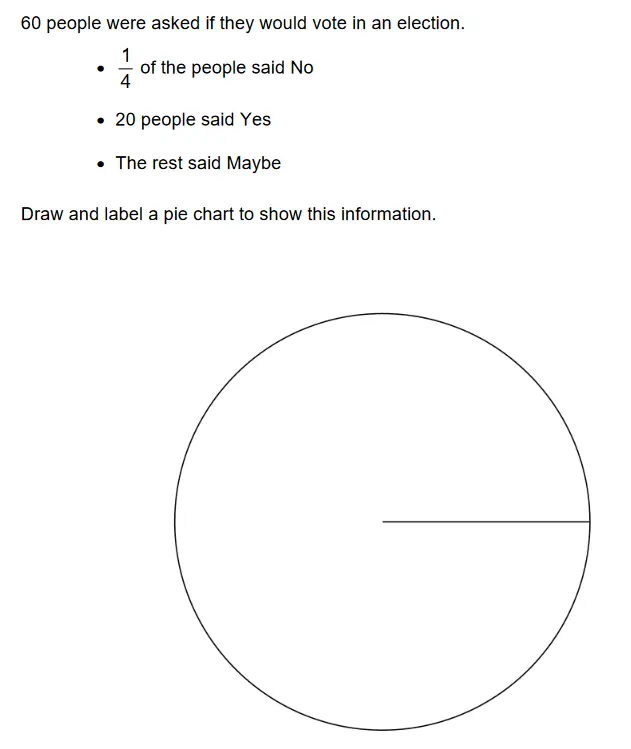 60 people were asked if they would vote in an election.
• 1/4 of the people said No
• 20 people said Yes
• The rest said Maybe
Draw and label a pie chart to show this information.